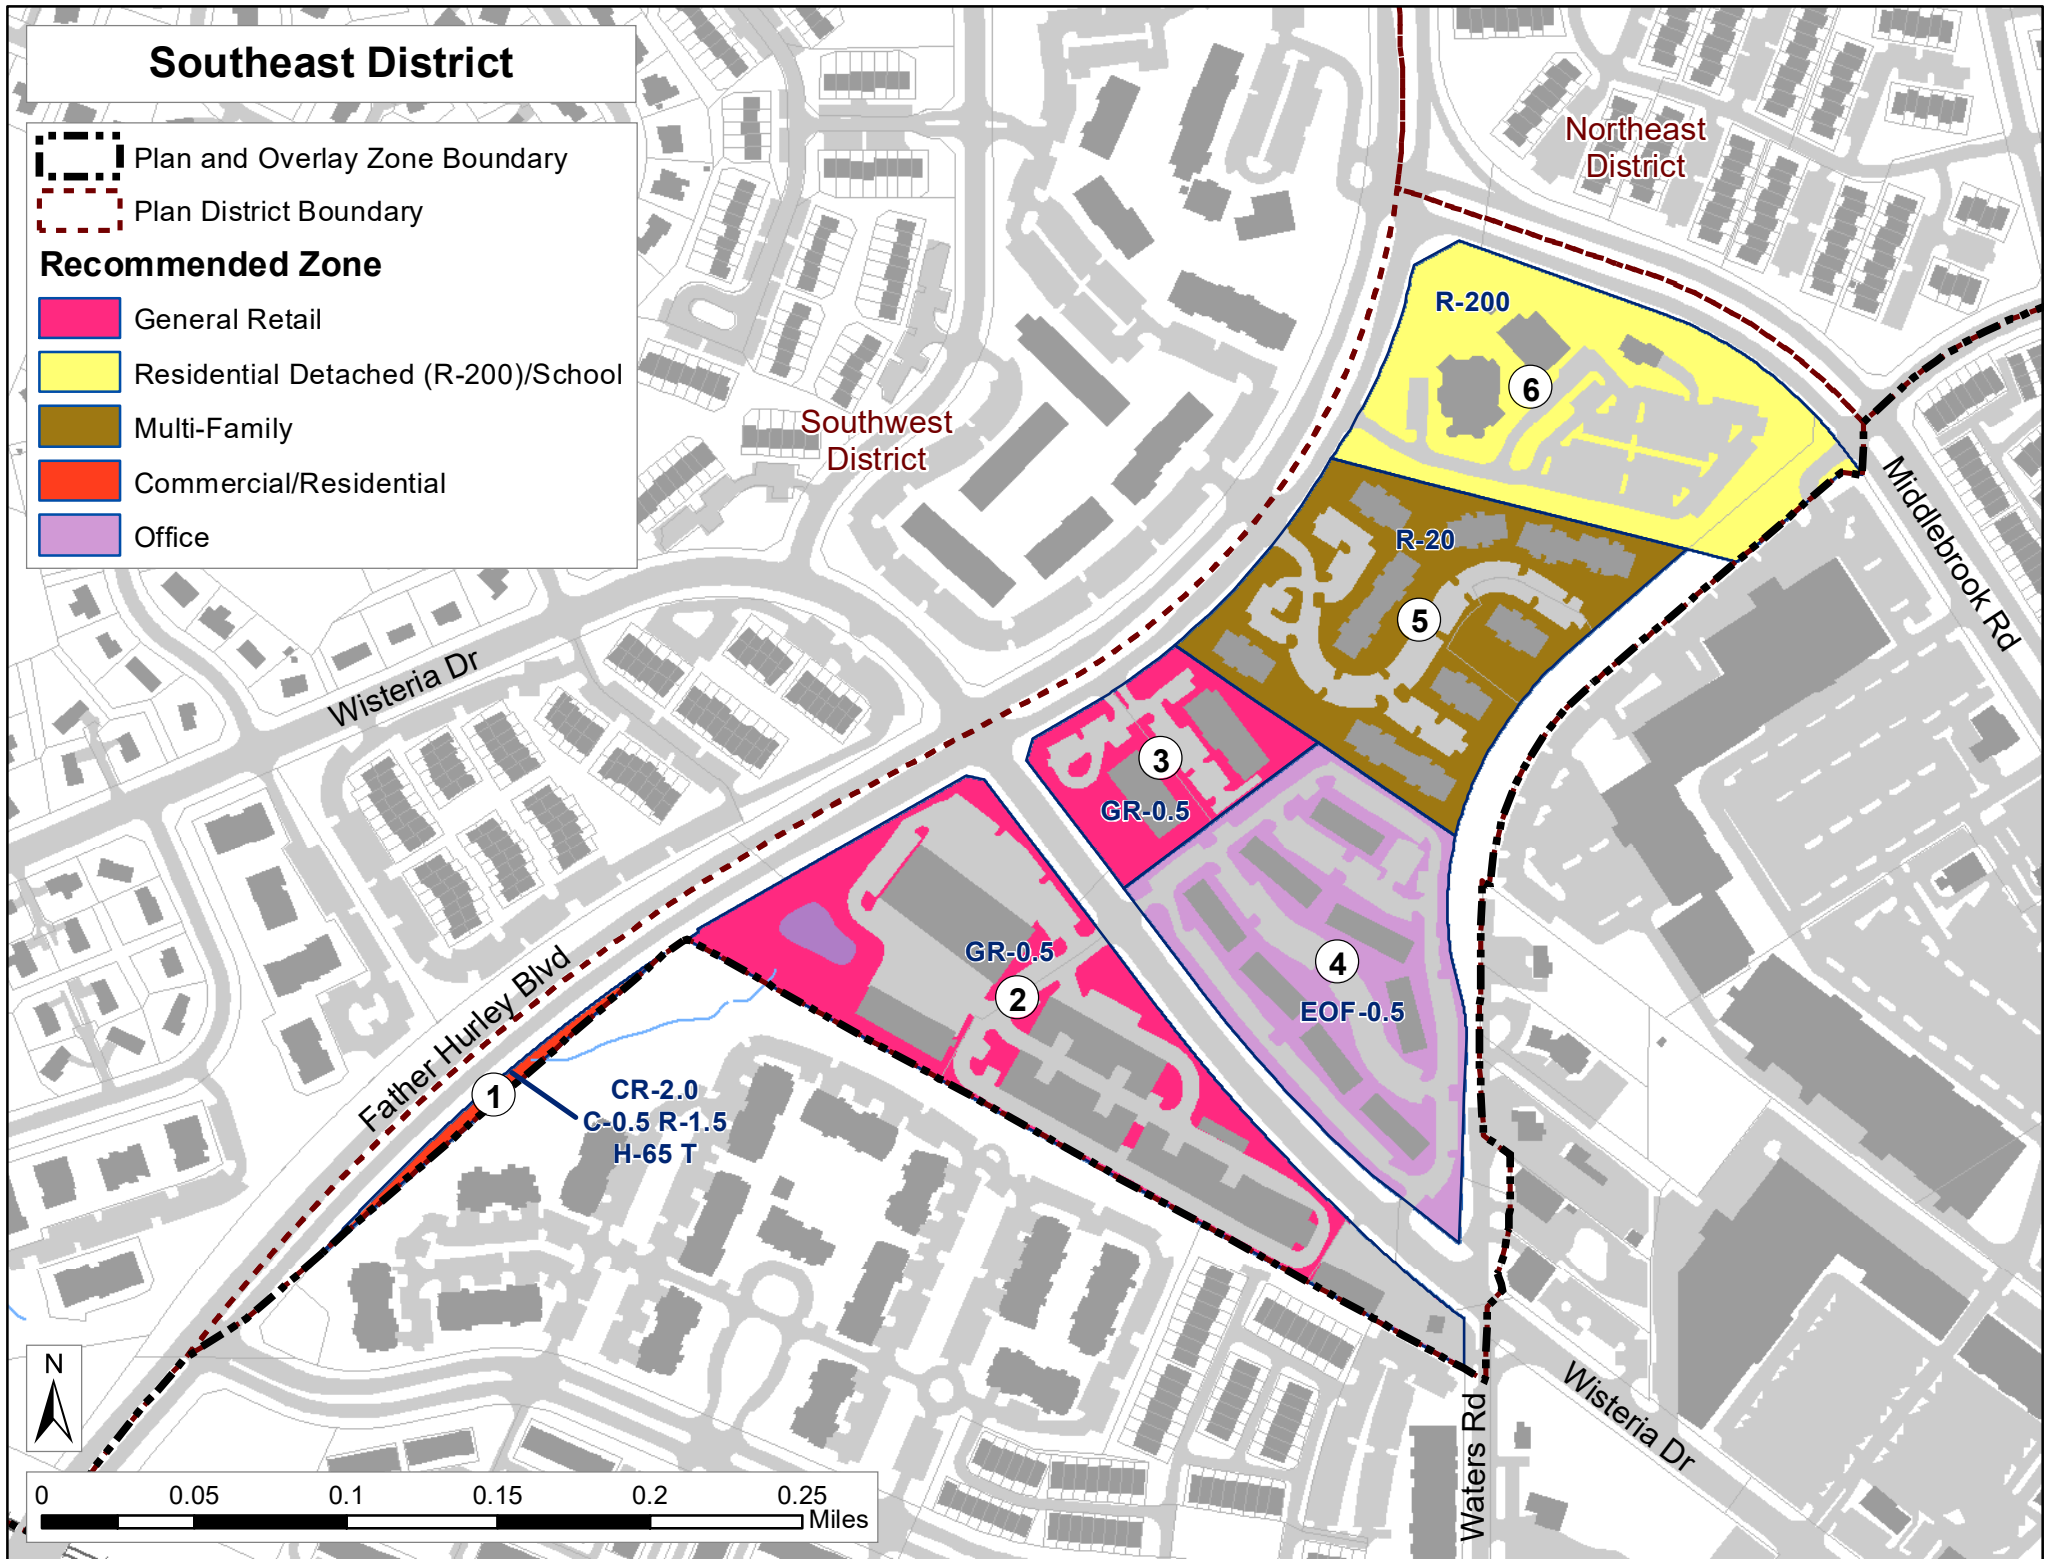 Southeast District
Plan and Overlay Zone Boundary
Plan District Boundary
Recommended Zone
General Retail
Residential Detached (R-200)/School
Multi-Family
Commercial/Residential
Office
Northeast
District
R-200
6
Southwest
District
Middlebrook Rd
R-20
5
Wisteria Dr
3
GR-0.5
GR-0.5
2
4
EOF-0.5
Father Hurley Blvd
1
CR-2.0
C-0.5 R-1.5
H-65 T
Wisteria Dr
Waters Rd
N
0 0.05 0.1 0.15 0.2 0.25
Miles